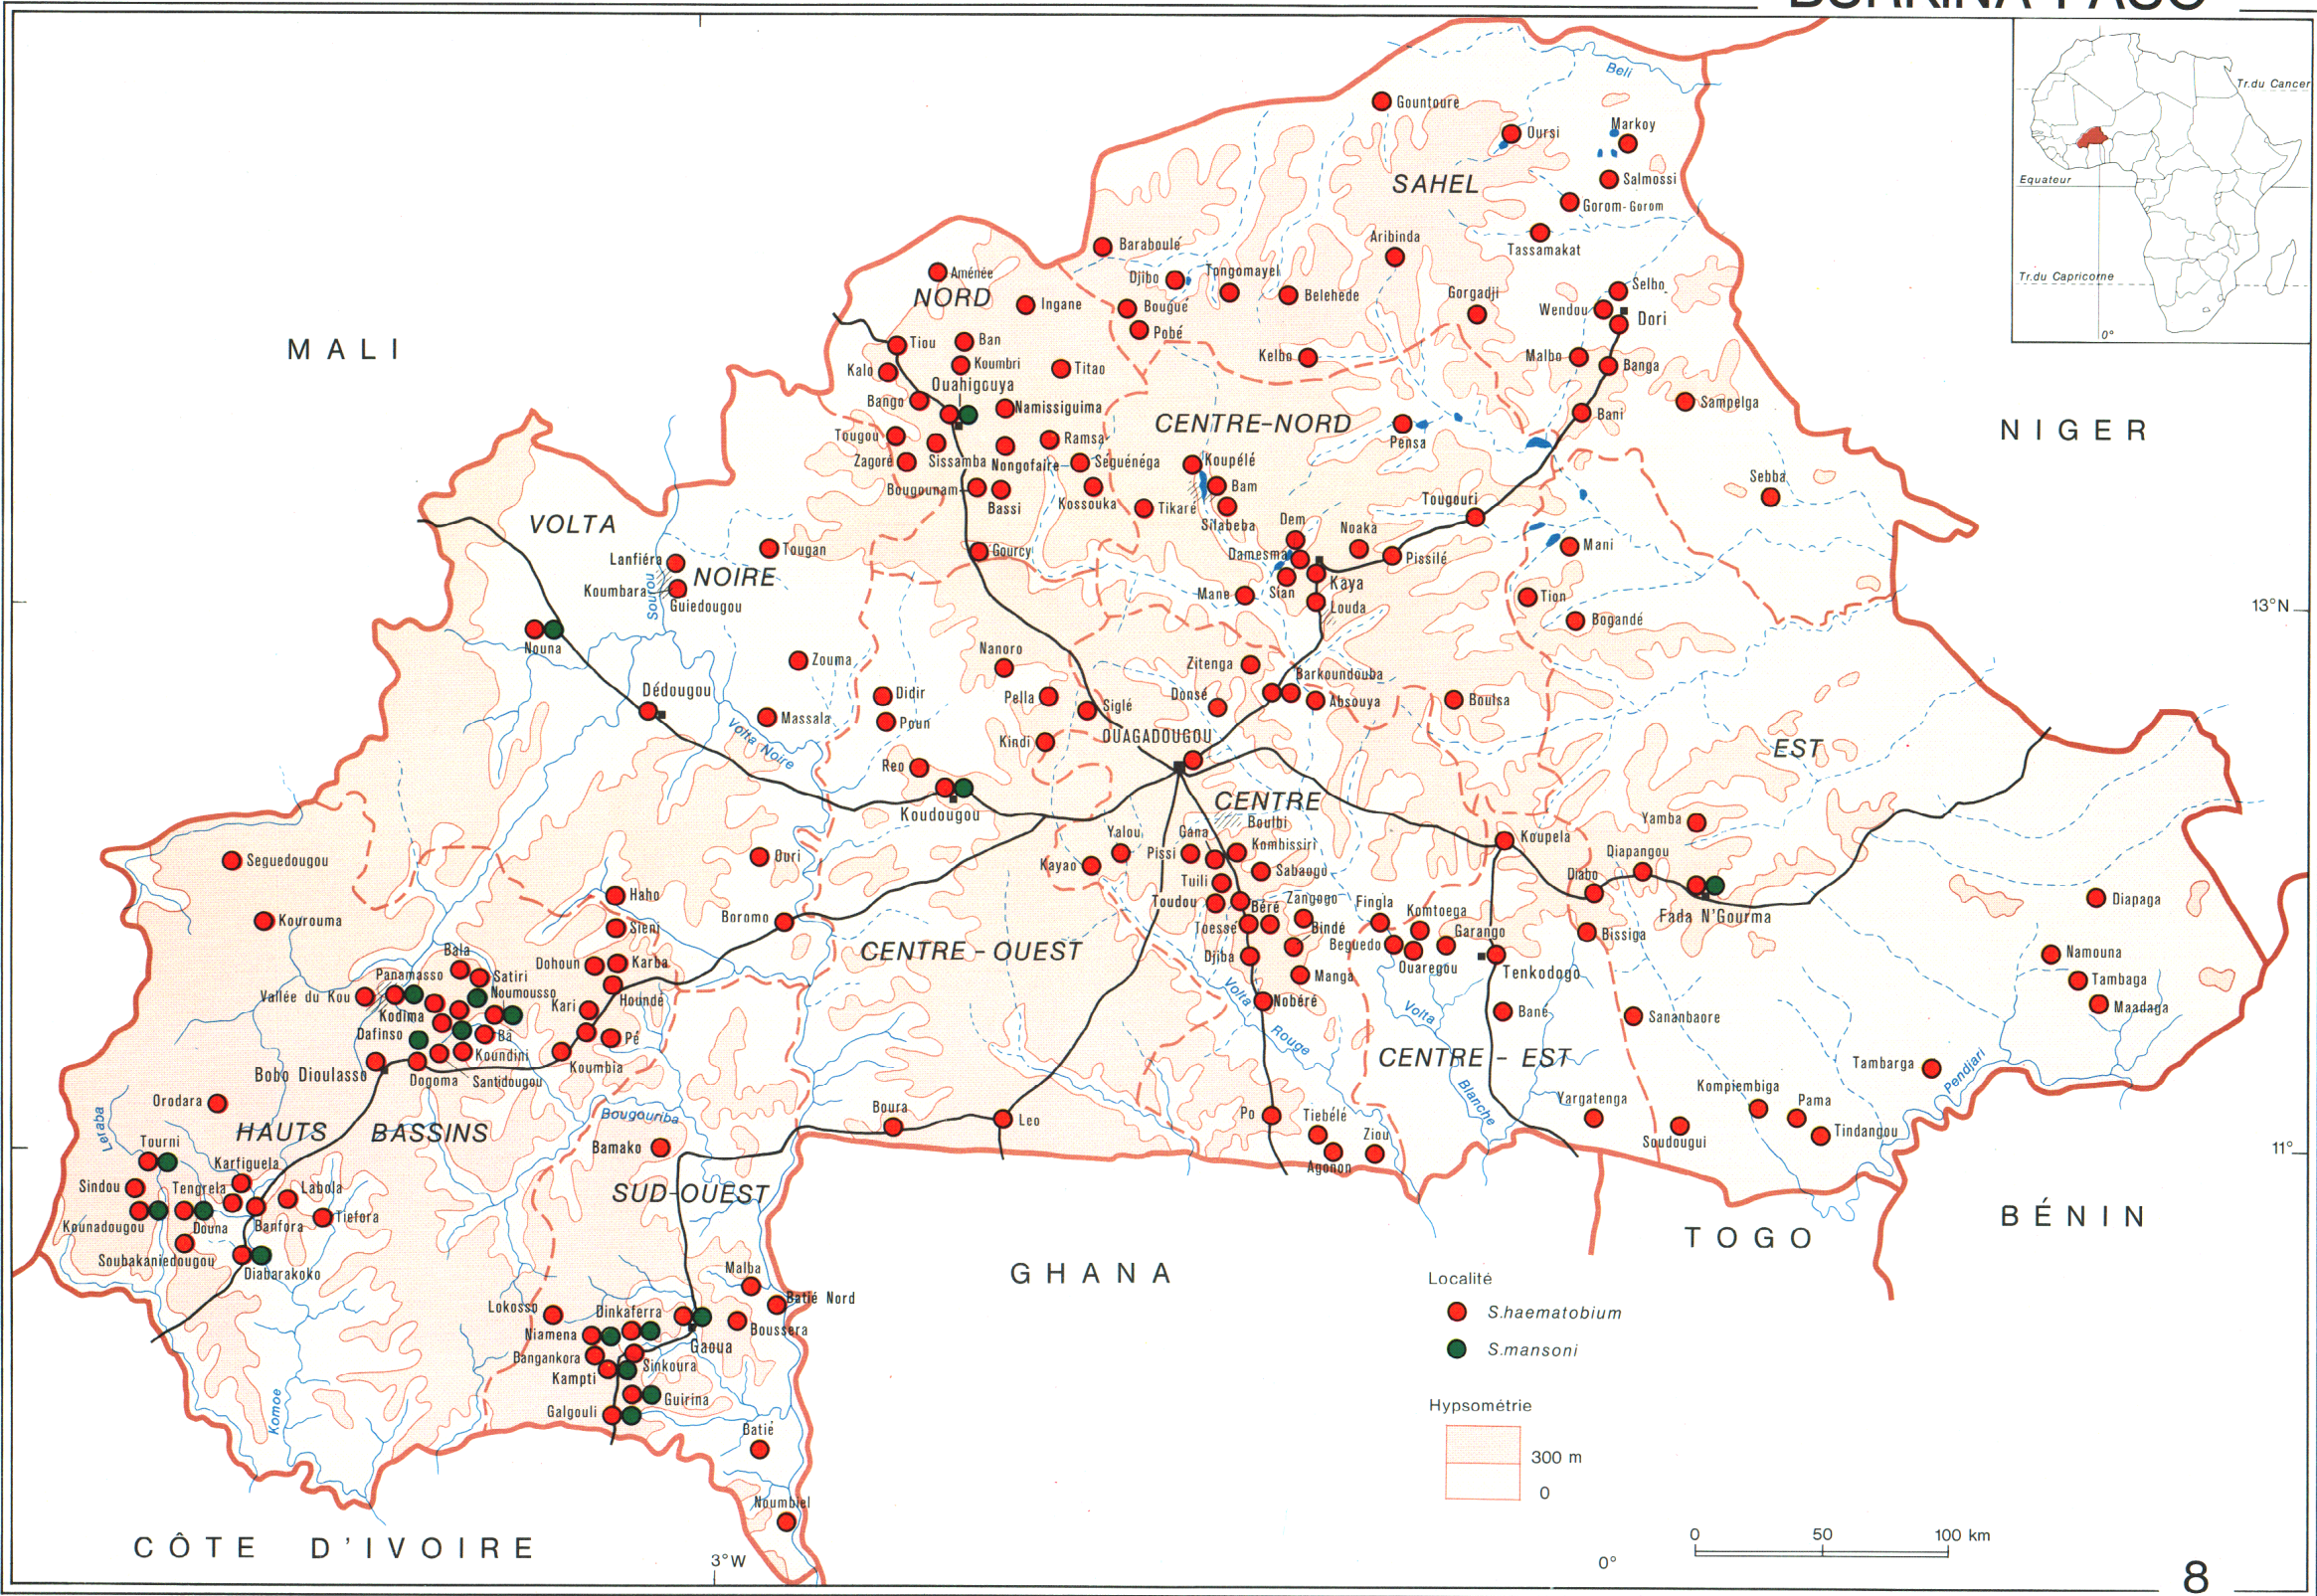 BURKINA FASO
Tr.du Cancer
Equateur
Tr.du Capricorne
0°
Beli
Gountoure
Oursi
Markoy
SAHEL
Salmossi
Gorom-Gorom
Tassamakat
Baraboulé
Aribinda
Aménée
Djibo
Tongomayel
NORD
Ingane
Bougué
Belehede
Gorgadji
Selbo
Wendou
Dori
Pobé
MALI
Tiou
Ban
Kelbo
Malbo
Banga
Kalo
Koumbri
Titao
Ouahigouya
Bango
Namissiguima
Sampelga
CENTRE-NORD
Bani
NIGER
Tougou
Ramsa
Pensa
Zagoré
Sissamba
Nongofaire
Seguénéga
Koupélé
Bougounam
Bam
Sebba
Bassi
Kossouka
Tikaré
Silabeba
Tougouri
VOLTA
Dem
Noaka
Lanfiéra
Tougan
Gourcy
Damesma
Pissilé
Mani
NOIRE
Koumbara
Sourou
Guiedougou
Mane
Sian
Kaya
Louda
Tion
13°N
Bogandé
Nouna
Zouma
Nanoro
Zitenga
Dédougou
Didir
Pella
Siglé
Donsé
Barkoundouba
Absouya
Boulsa
Massala
Poun
Volta Noire
Kindi
OUAGADOUGOU
EST
Reo
CENTRE
Koudougou
Boulbi
Yamba
Yalou
Gana
Koupela
Seguedougou
Ouri
Kayao
Pissi
Kombissiri
Diapangou
Sabaogo
Diabo
Tuili
Haho
Toudou
Zangogo
Fingla
Komtoega
Fada N'Gourma
Diapaga
Kourouma
Boromo
Béré
Sieni
Toessé
Bindé
Beguedo
Garango
Bissiga
CENTRE-OUEST
Bala
Dohoun
Karba
Djiba
Ouaregou
Namouna
Panamasso
Satiri
Manga
Tenkodogo
Tambaga
Vallée du Kou
Noumousso
Houndé
Volta
Rouge
Nobéré
Maadaga
Kodima
Kari
Volta
Bané
Sananbaore
Dafinso
Bà
Pé
Koundini
CENTRE-EST
Bobo Dioulasso
Dogoma
Santidougou
Koumbia
Tambarga
Pendjari
Blanche
Kompiembiga
Orodara
Leraba
Bougouriba
Boura
Leo
Po
Tiebélé
Yargatenga
Pama
HAUTS BASSINS
Bamako
Ziou
Soudougui
Tindangou
Tourni
Agonon
11°
Karfiguela
Sindou
Tengrela
Labola
SUD-OUEST
Kounadougou
Douna
Banfora
Tiefora
BÉNIN
TOGO
Soubakaniedougou
Diabarakoko
GHANA
Malba
Localité
Lokosso
Dinkaferra
Batié Nord
S.haematobium
Niamena
Boussera
Gaoua
S.mansoni
Bangankora
Sinkoura
Kampti
Guirina
Komoe
Galgouli
Hypsométrie
Batié
300 m
0
Noumbiel
CÔTE D'IVOIRE
3°W
0°
0 50 100 km
8